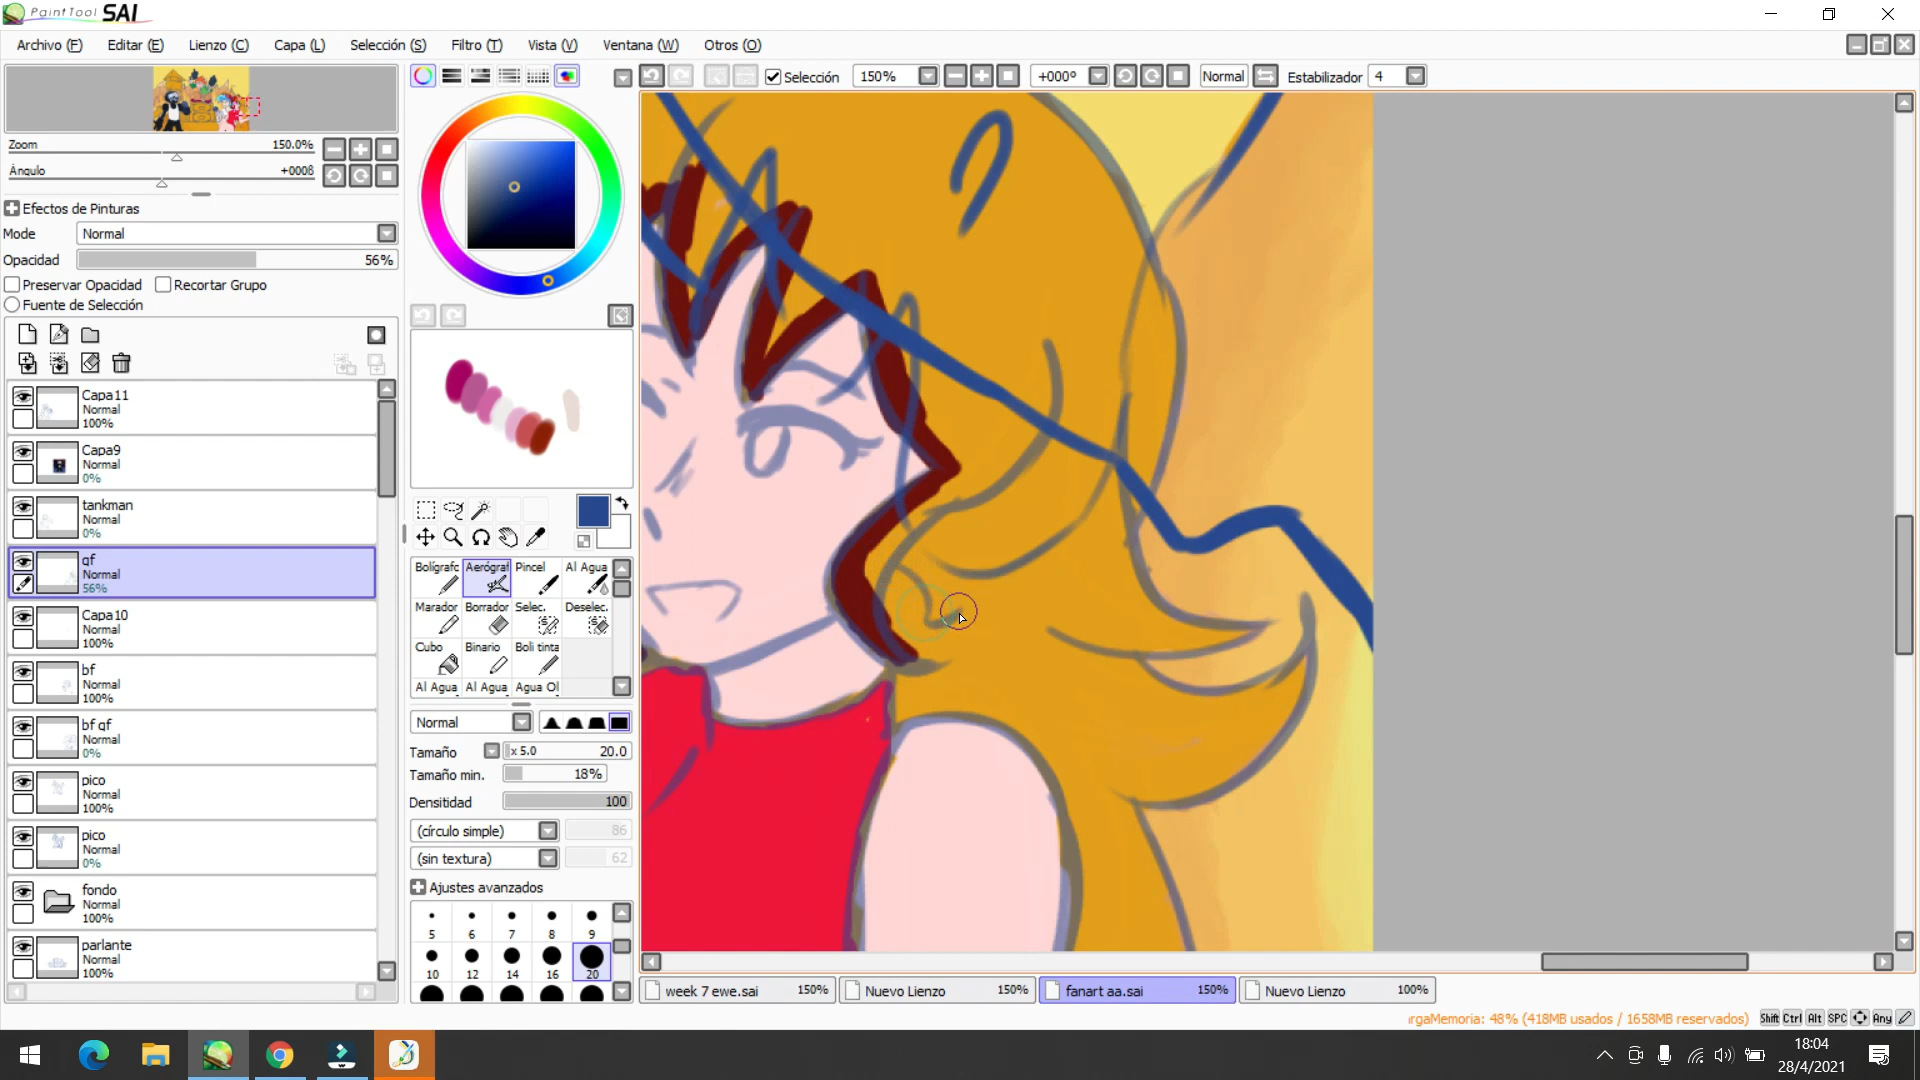 PaintTool SAI
Archivo (F) Editar (E) Lienzo (C) Capa (L) Selección (S) Filtro (T) Vista (V) Ventana (W) Otros (O)
Selección 150% +000º Normal Estabilizador 4
Zoom 150.0%
Ángulo +000ß
Efectos de Pinturas
Mode Normal
Opacidad 56%
Preservar Opacidad Recortar Grupo
Fuente de Selección
Capa11
Normal
100%
Capa9
Normal
0%
tankman
Normal
0%
gf
Normal
56%
Capa10
Normal
100%
bf
Normal
100%
bf gf
Normal
0%
pico
Normal
100%
pico
Normal
0%
fondo
Normal
100%
parlante
Normal
100%
Bolígrafc Aerógraf Pincel Al Agua
Marador Borrador Selec. Deselec.
Cubo Binario Boli tinta
Al Agua Al Agua Agua Ol
Normal
Tamaño x 5.0 20.0
Tamaño min. 18%
Densitidad 100
(círculo simple) 86
(sin textura) 62
Ajustes avanzados
5 6 7 8 9
10 12 14 16 20
week 7 ewe.sai 150% Nuevo Lienzo 150% fanart aa.sai 150% Nuevo Lienzo 100%
rgaMemoria: 48% (418MB usados / 1658MB reservados) Shift Ctrl Alt SPC Any
18:04
28/4/2021